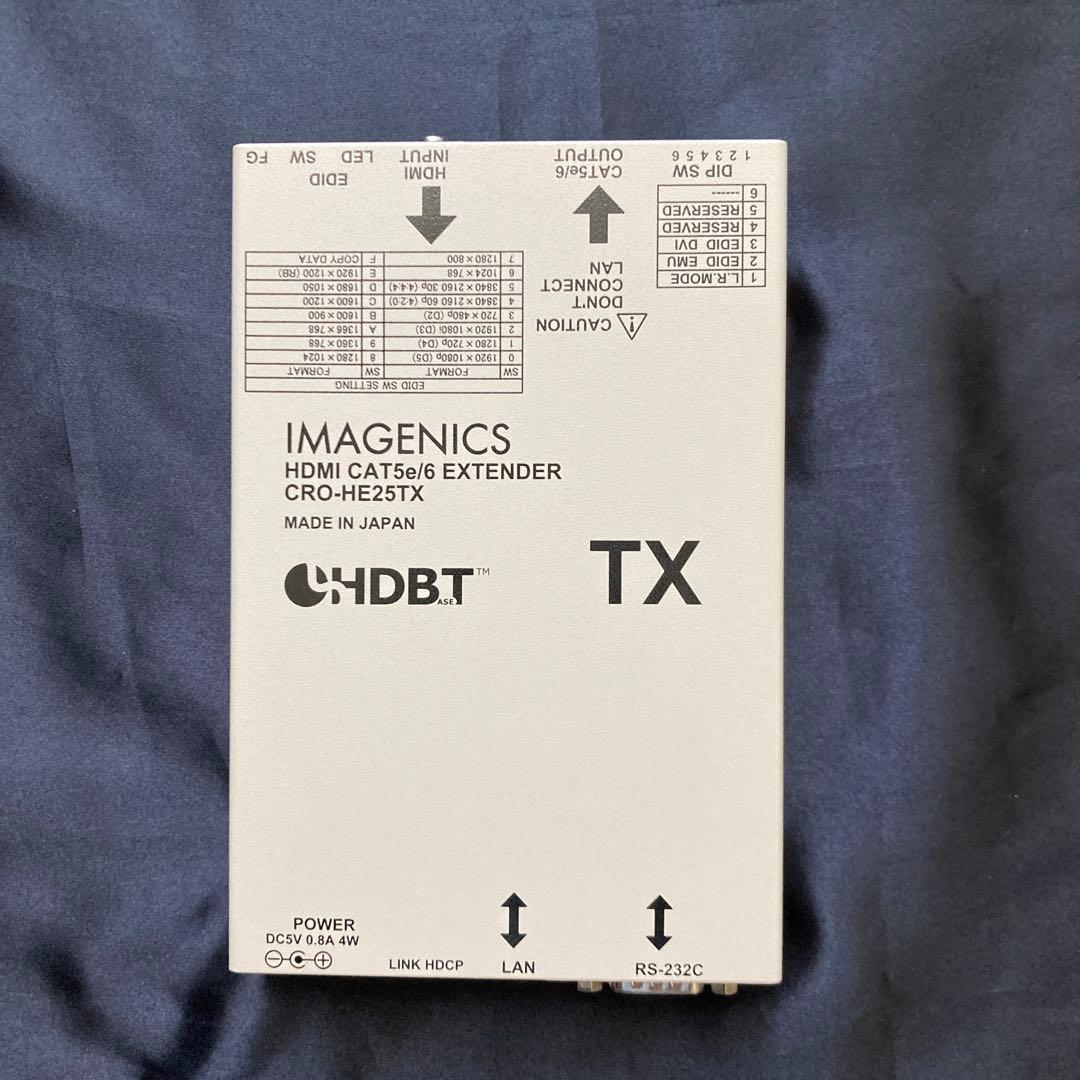 FG SW LED HDMI INPUT CAT5e/6 OUTPUT 1 2 3 4 5 6
EDID DIP SW
EDID SW SETTING
SW FORMAT SW FORMAT
0 1920×1080p (D5) 8 1280×1024
1 1280×720p (D4) 9 1360×768
2 1920×1080i (D3) A 1366×768
3 720×480p (D2) B 1600×900
4 3840×2160 60p (4:2:0) C 1600×1200
5 3840×2160 30p (4:4:4) D 1680×1050
6 1024×768 E 1920×1200 (RB)
7 1280×800 F COPY DATA
CAUTION
DON'T
CONNECT
LAN
1 L.R.MODE
2 EDID EMU
3 EDID DVI
4 RESERVED
5 RESERVED
6 ------
IMAGENICS
HDMI CAT5e/6 EXTENDER
CRO-HE25TX
MADE IN JAPAN
HDBASET™
TX
POWER
DC5V 0.8A 4W
LINK HDCP
LAN
RS-232C